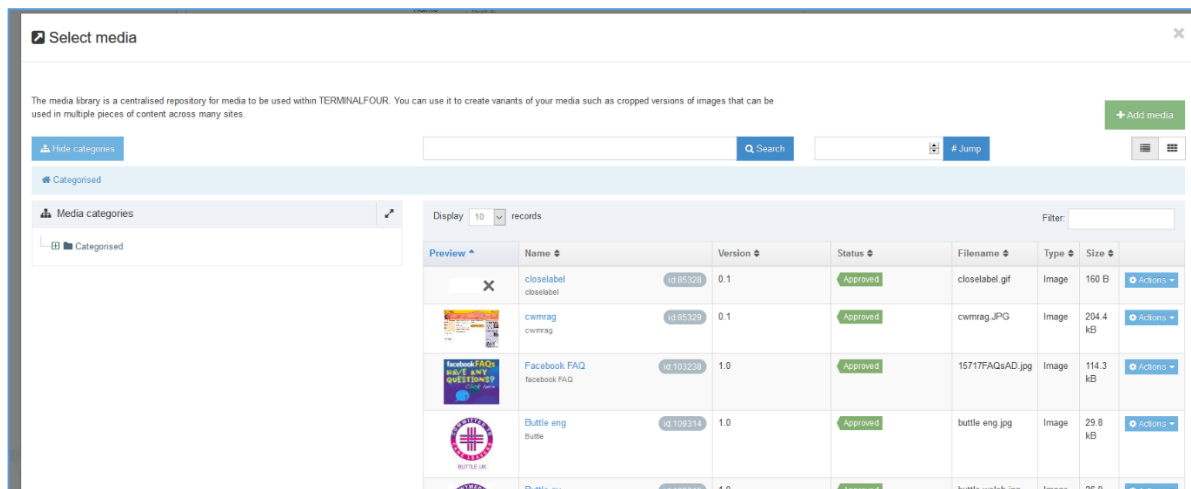 Select media
×
The media library is a centralised repository for media to be used within TERMINALFOUR. You can use it to create variants of your media such as cropped versions of images that can be
used in multiple pieces of content across many sites.
+ Add media
Hide categories
Search
# Jump
Categorised
Media categories
Categorised
Display 10 records
Filter:
Preview Name Version Status Filename Type Size
closelabel id:85328 0.1 Approved closelabel.gif Image 160 B Actions
closelabel
cwmrag id:85329 0.1 Approved cwmrag.JPG Image 204.4 kB Actions
cwmrag
facebook FAQs
HAVE ANY
QUESTIONS?
Click here
Facebook FAQ id:103238 1.0 Approved 15717FAQsAD.jpg Image 114.3 kB Actions
facebook FAQ
COMMITTED TO
CARE LEAVERS
BUTTLE UK
Buttle eng id:109314 1.0 Approved buttle eng.jpg Image 29.8 kB Actions
Buttle